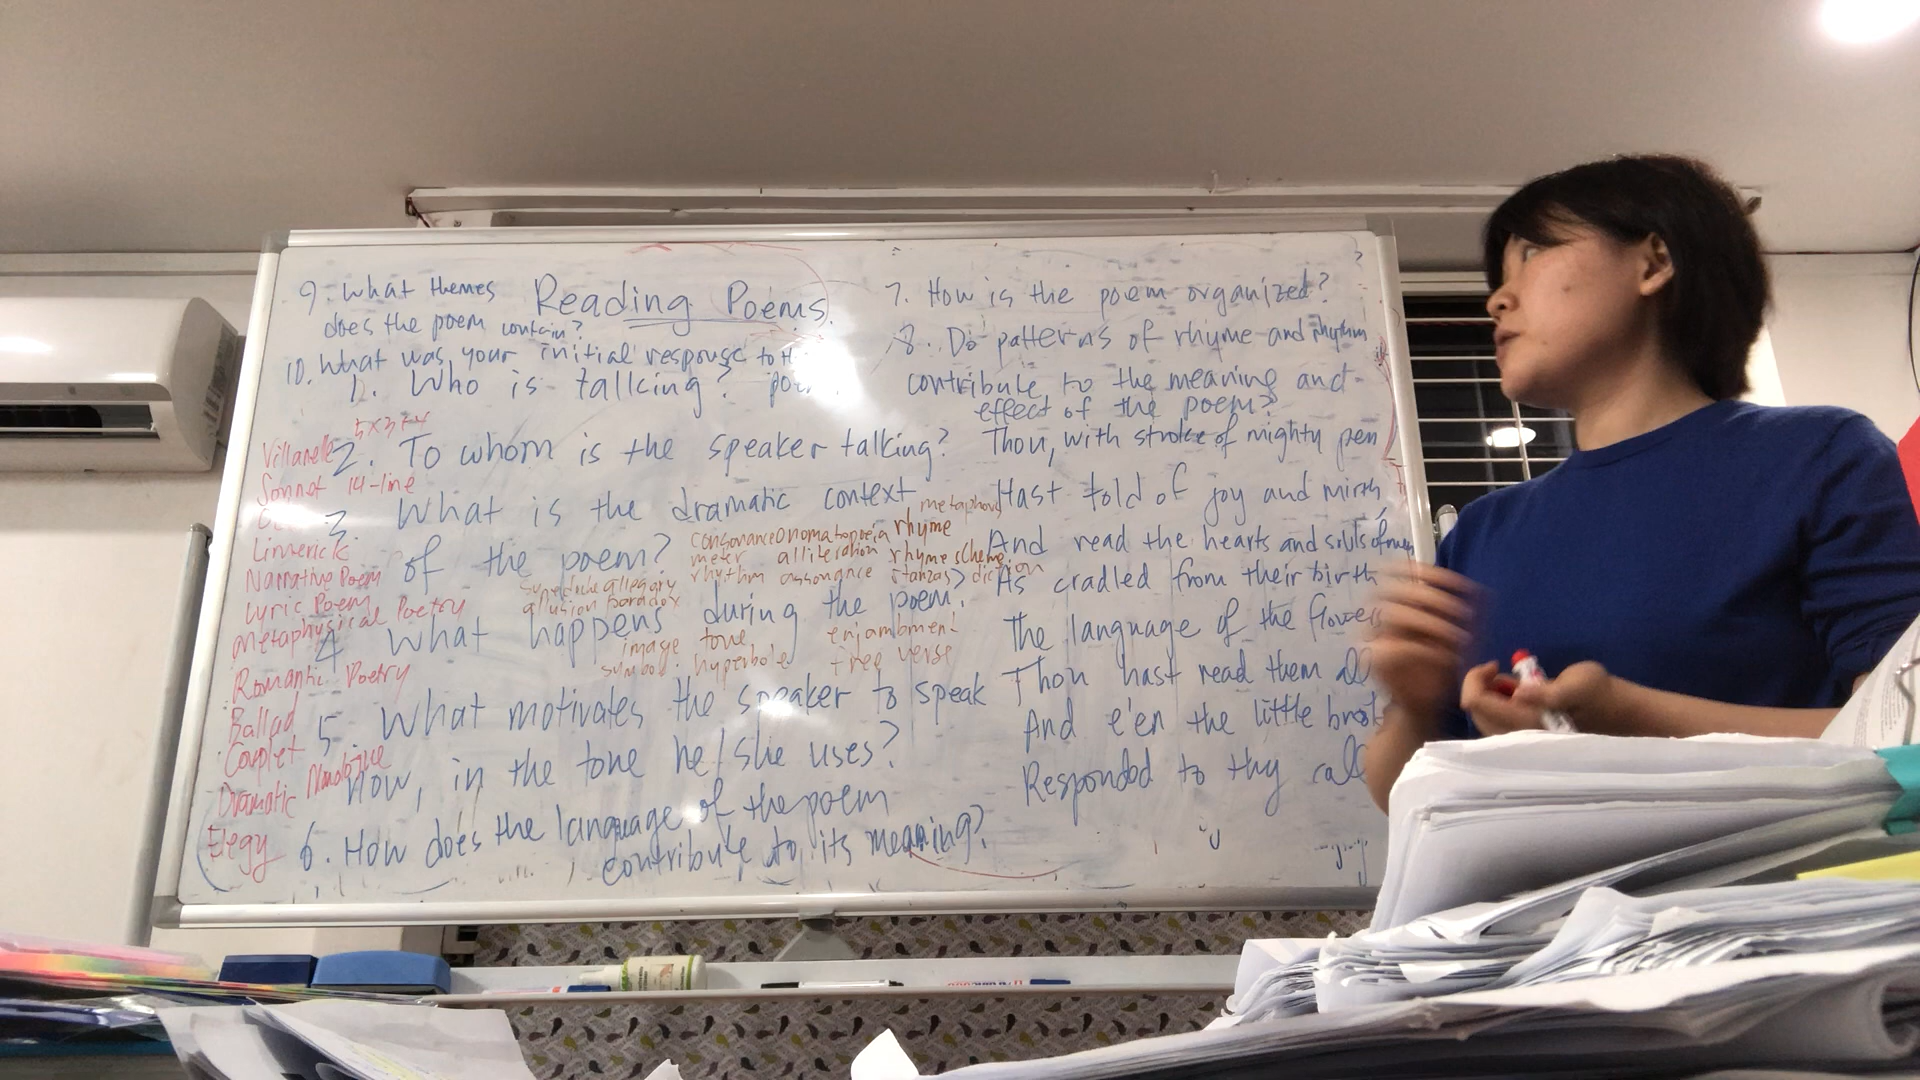 Reading Poems
9. What themes
does the poem contain?
10. What was your initial response to
1. Who is talking?
2. To whom is the speaker talking?
3. What is the dramatic context
of the poem?
4 What happens during the poem?
5. What motivates the speaker to speak
Now, in the tone he/she uses?
6. How does the language of the poem
contribute to its meaning?
7. How is the poem organized?
8. Do patterns of rhyme and rhythm
contribute to the meaning and
effect of the poem?
Thou, with stroke of mighty pen
Hast told of joy and mirth,
And read the hearts and souls of men
As cradled from their birth
The language of the flowers
Thou hast read them all
And e'en the little brook
Responded to thy call
5x3+4
Villanelle
Sonnet 14-line
Limerick
Narrative Poem
Lyric Poem
Metaphysical Poetry
Romantic Poetry
Ballad
Couplet
Dramatic Monologue
Elegy
metaphor
consonance onomatopoeia rhyme
meter alliteration rhyme scheme
rhythm assonance stanzas diction
allegory
allusion paradox
image tone enjambment
symbol hyperbole free verse